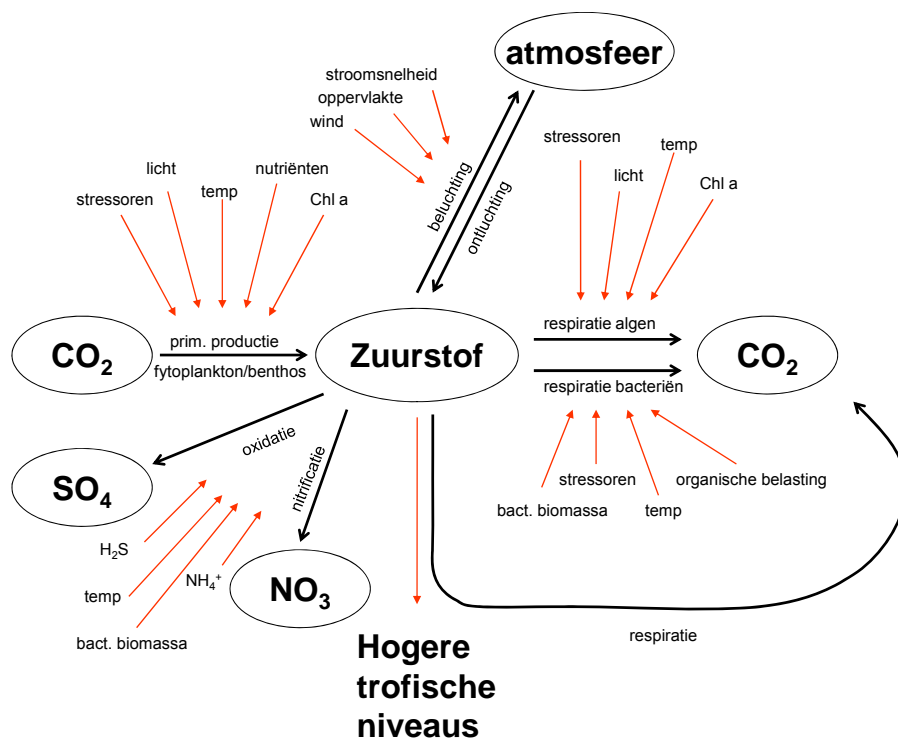 atmosfeer
stroomsnelheid
oppervlakte
wind
beluchting
ontluchting
stressoren
licht
temp
nutriënten
Chl a
stressoren
licht
temp
Chl a
CO₂
prim. productie
fytoplankton/benthos
Zuurstof
respiratie algen
respiratie bacteriën
CO₂
oxidatie
nitrificatie
SO₄
H₂S
temp
bact. biomassa
NH₄⁺
NO₃
bact. biomassa
stressoren
temp
organische belasting
respiratie
Hogere
trofische
niveaus